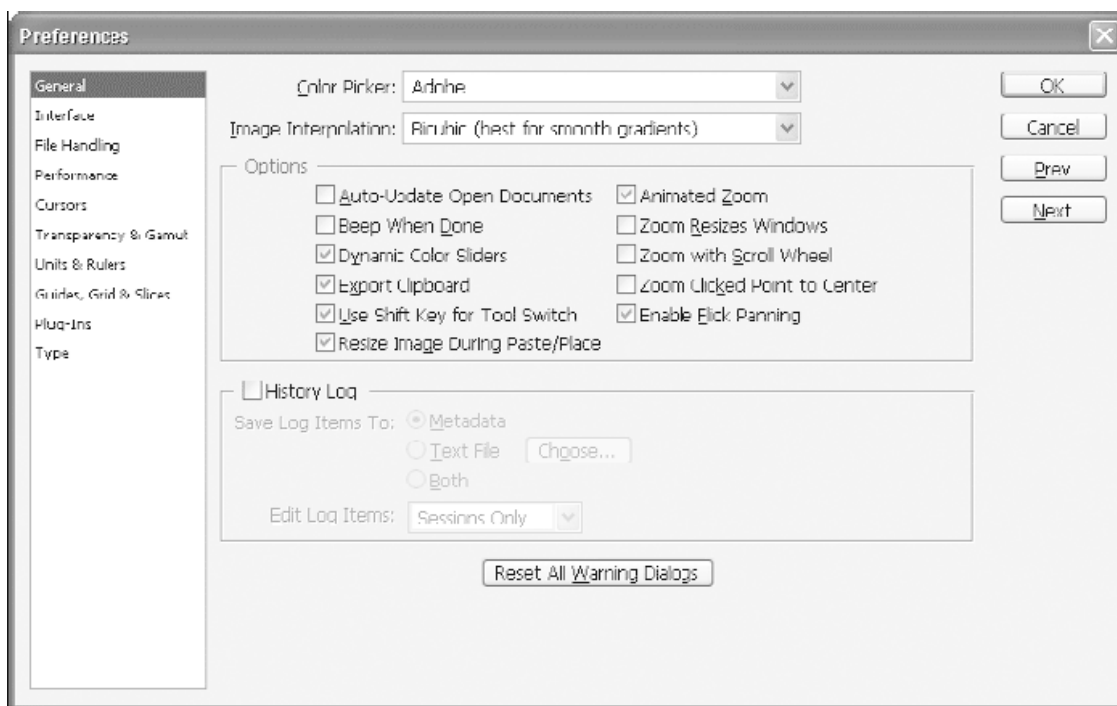 Preferences
General
Interface
File Handling
Performance
Cursors
Transparency & Gamut
Units & Rulers
Guides, Grid & Slices
Plug-Ins
Type
Color Picker: Adobe
Image Interpolation: Bicubic (best for smooth gradients)
Options
Auto-Update Open Documents
Beep When Done
Dynamic Color Sliders
Export Clipboard
Use Shift Key for Tool Switch
Resize Image During Paste/Place
Animated Zoom
Zoom Resizes Windows
Zoom with Scroll Wheel
Zoom Clicked Point to Center
Enable Flick Panning
History Log
Save Log Items To: Metadata
Text File Choose...
Both
Edit Log Items: Sessions Only
Reset All Warning Dialogs
OK
Cancel
Prev
Next